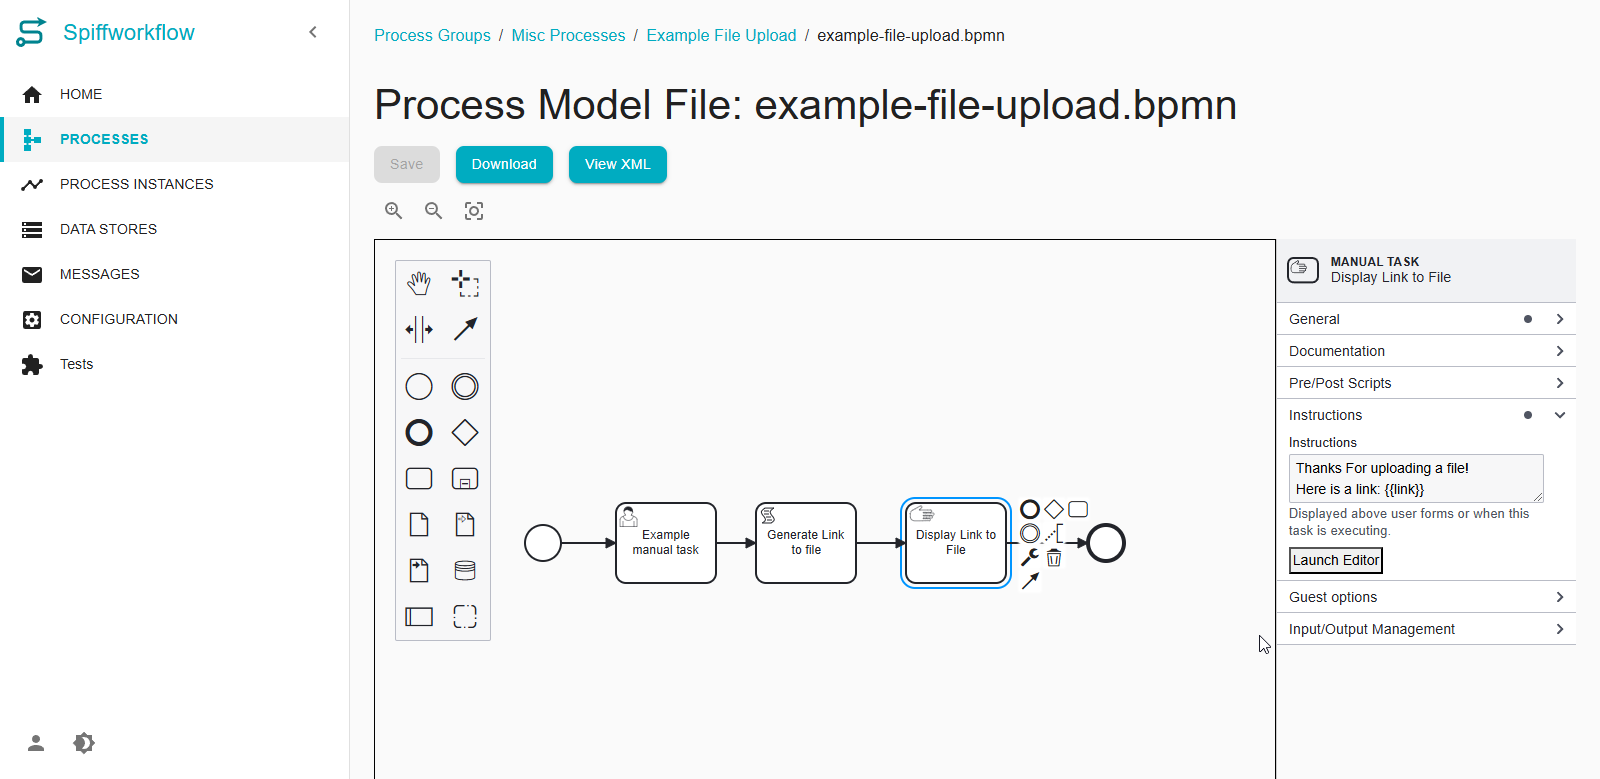 Spiffworkflow
HOME
PROCESSES
PROCESS INSTANCES
DATA STORES
MESSAGES
CONFIGURATION
Tests
Process Groups / Misc Processes / Example File Upload / example-file-upload.bpmn
Process Model File: example-file-upload.bpmn
Save Download View XML
Example
manual task
Generate Link
to file
Display Link to
File
MANUAL TASK
Display Link to File
General
Documentation
Pre/Post Scripts
Instructions
Instructions
Thanks For uploading a file!
Here is a link: {{link}}
Displayed above user forms or when this
task is executing.
Launch Editor
Guest options
Input/Output Management